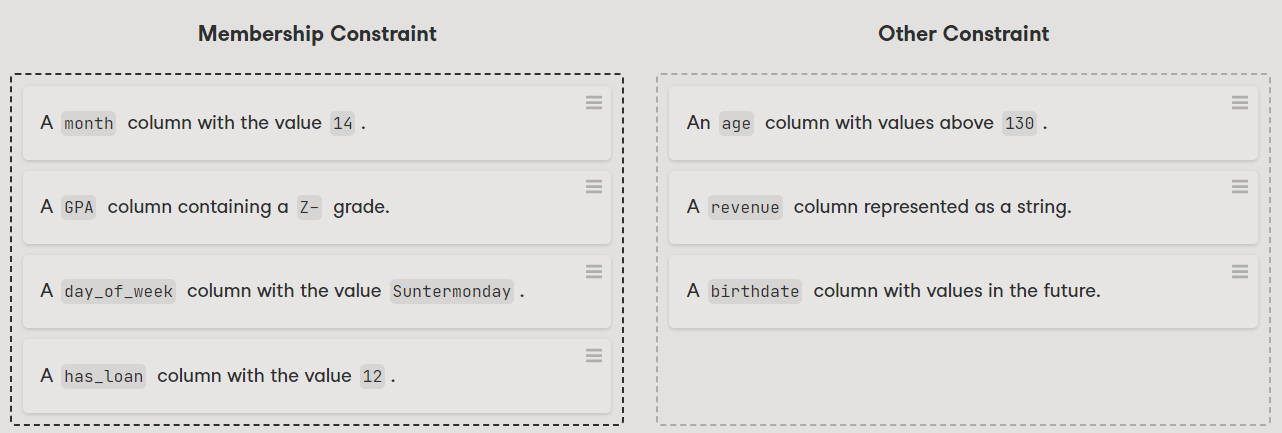 Membership Constraint
A month column with the value 14 .
A GPA column containing a Z- grade.
A day_of_week column with the value Suntermonday .
A has_loan column with the value 12 .
Other Constraint
An age column with values above 130 .
A revenue column represented as a string.
A birthdate column with values in the future.